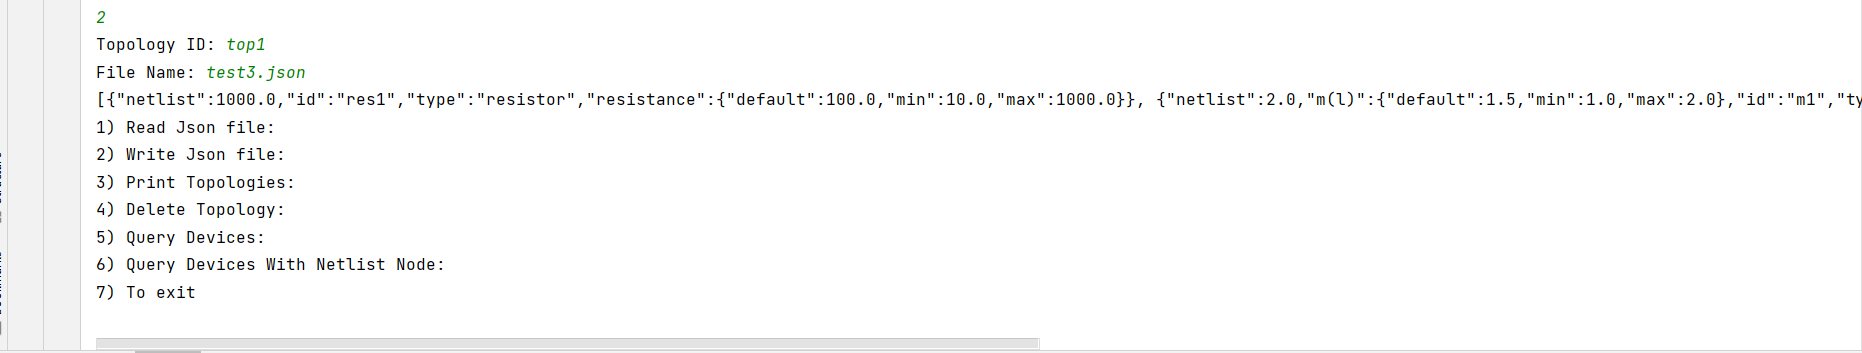 2
Topology ID: top1
File Name: test3.json
[{"netlist":1000.0,"id":"res1","type":"resistor","resistance":{"default":100.0,"min":10.0,"max":1000.0}}, {"netlist":2.0,"m(l)":{"default":1.5,"min":1.0,"max":2.0},"id":"m1","ty
1) Read Json file:
2) Write Json file:
3) Print Topologies:
4) Delete Topology:
5) Query Devices:
6) Query Devices With Netlist Node:
7) To exit